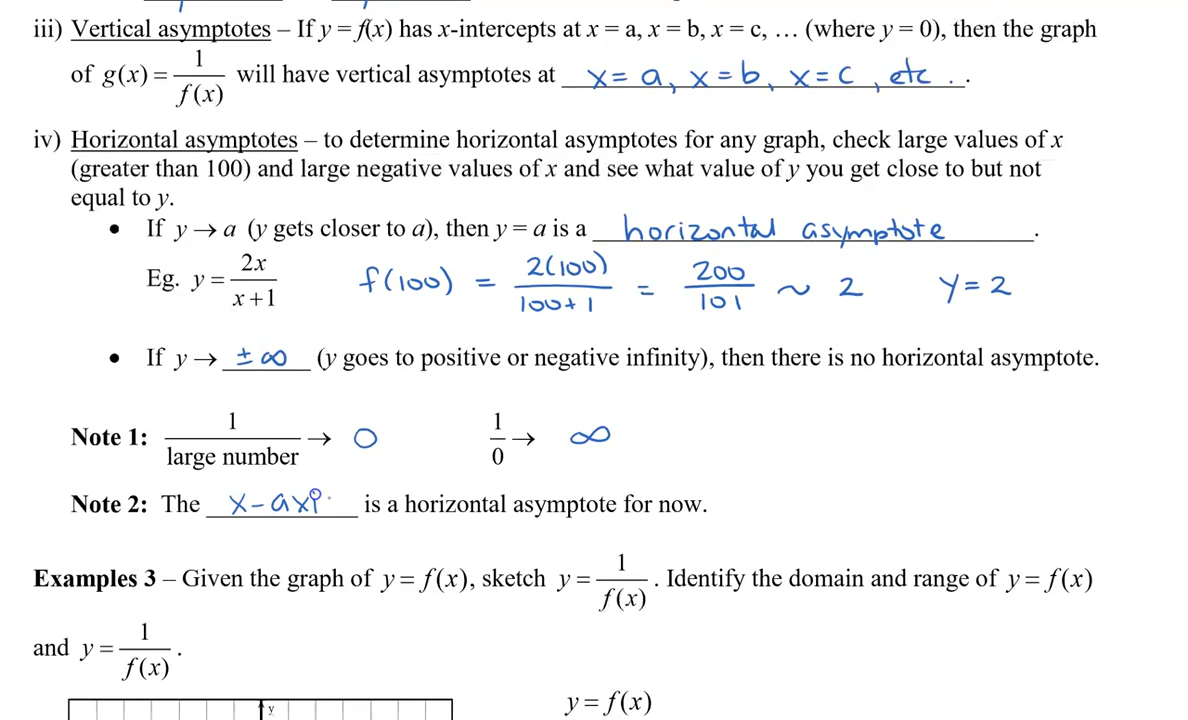 iii) Vertical asymptotes – If y = f(x) has x-intercepts at x = a, x = b, x = c, … (where y = 0), then the graph
of g(x) = 1/f(x) will have vertical asymptotes at x = a, x = b, x = c, etc . .
iv) Horizontal asymptotes – to determine horizontal asymptotes for any graph, check large values of x
(greater than 100) and large negative values of x and see what value of y you get close to but not
equal to y.
• If y → a (y gets closer to a), then y = a is a horizontal asymptote.
Eg. y = 2x/(x+1) f(100) = 2(100)/(100+1) = 200/101 ~ 2 y = 2
• If y → ±∞ (y goes to positive or negative infinity), then there is no horizontal asymptote.
Note 1: 1/large number → 0 1/0 → ∞
Note 2: The x-axi is a horizontal asymptote for now.
Examples 3 – Given the graph of y = f(x), sketch y = 1/f(x). Identify the domain and range of y = f(x)
and y = 1/f(x).
y
y = f(x)